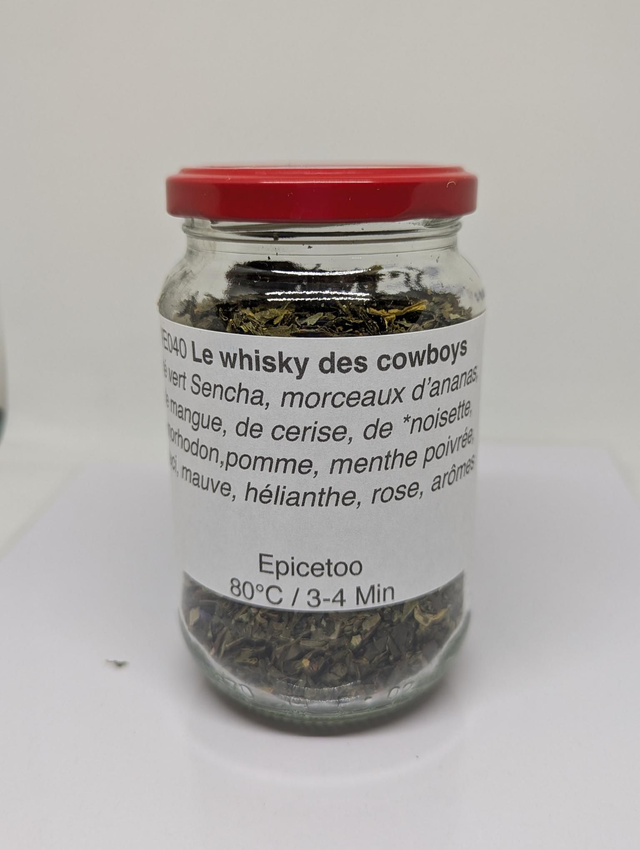 E040 Le whisky des cowboys
vert Sencha, morceaux d'ananas,
mangue, de cerise, de *noisette,
orhodon,pomme, menthe poivrée,
mauve, hélianthe, rose, arômes
Epicetoo
80°C / 3-4 Min